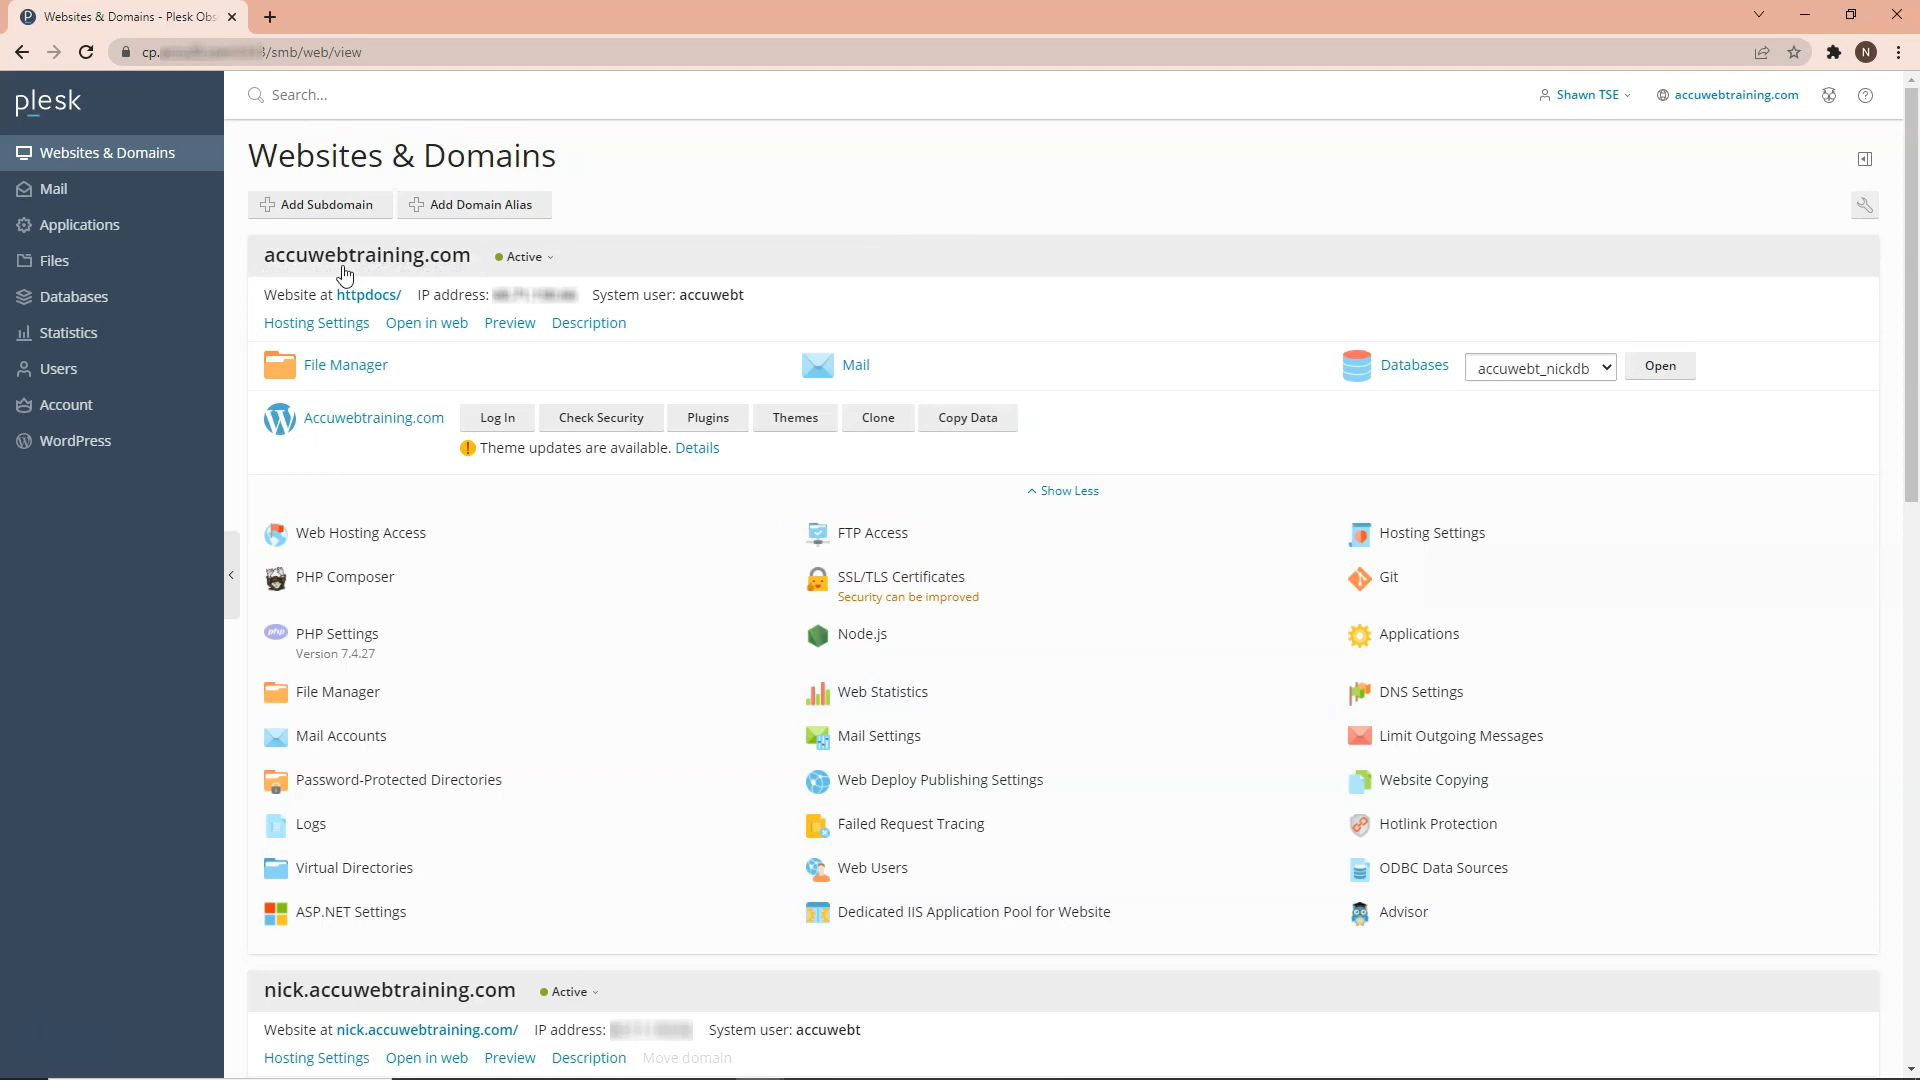 Websites & Domains - Plesk Obs
cp. /smb/web/view
N
plesk
Search...
Shawn TSE
accuwebtraining.com
Websites & Domains
Mail
Applications
Files
Databases
Statistics
Users
Account
WordPress
Websites & Domains
Add Subdomain
Add Domain Alias
accuwebtraining.com Active
Website at httpdocs/ IP address: System user: accuwebt
Hosting Settings Open in web Preview Description
File Manager Mail Databases accuwebt_nickdb Open
Accuwebtraining.com Log In Check Security Plugins Themes Clone Copy Data
Theme updates are available. Details
Show Less
Web Hosting Access FTP Access Hosting Settings
PHP Composer SSL/TLS Certificates Git
Security can be improved
php PHP Settings Node.js Applications
Version 7.4.27
File Manager Web Statistics DNS Settings
Mail Accounts Mail Settings Limit Outgoing Messages
Password-Protected Directories Web Deploy Publishing Settings Website Copying
Logs Failed Request Tracing Hotlink Protection
Virtual Directories Web Users ODBC Data Sources
ASP.NET Settings Dedicated IIS Application Pool for Website Advisor
nick.accuwebtraining.com Active
Website at nick.accuwebtraining.com/ IP address: System user: accuwebt
Hosting Settings Open in web Preview Description Move domain